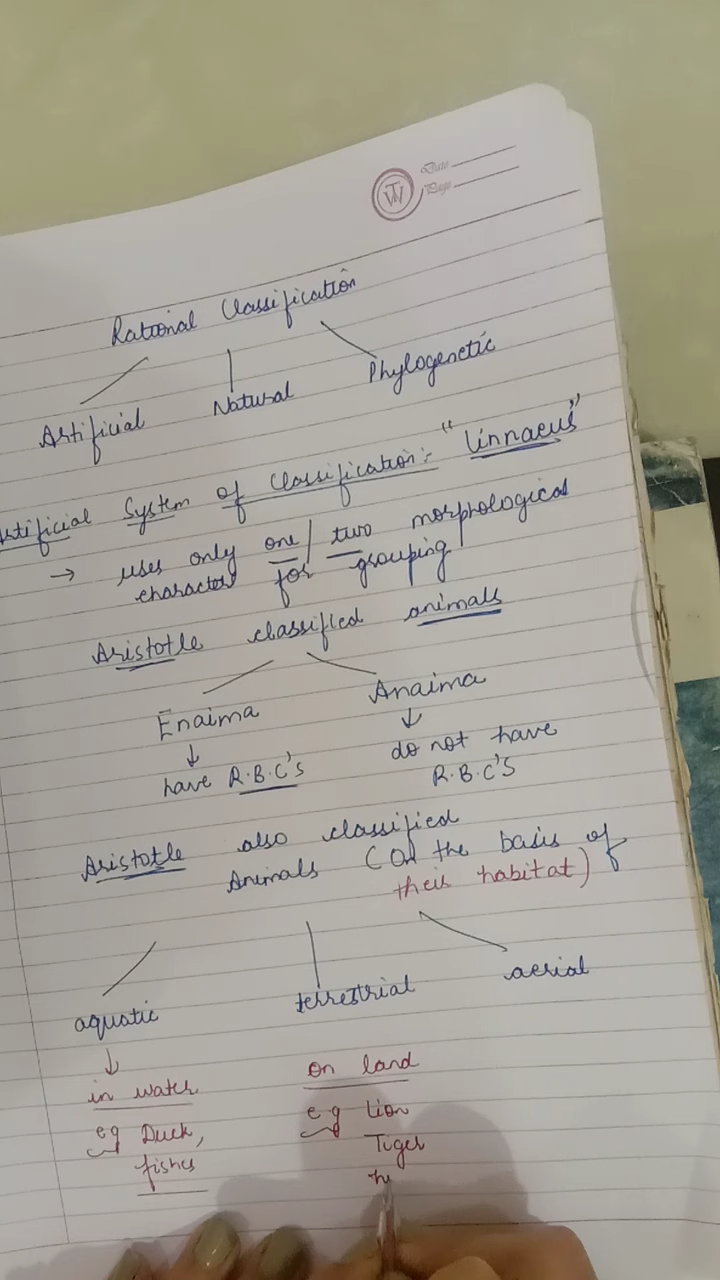 Date
Page
Rational Classification
Artificial Natural Phylogenetic
Artificial System of Classification:- "Linnaeus"
→ uses only one/two morphological
character for grouping
Aristotle classified animals
Enaima Anaima
↓ ↓
have R.B.C's do not have
R.B.C'S
Aristotle also classified
Animals (On the basis of
their habitat)
aquatic terrestrial aerial
↓
in water on land
eg Duck, eg Lion
fishes Tiger